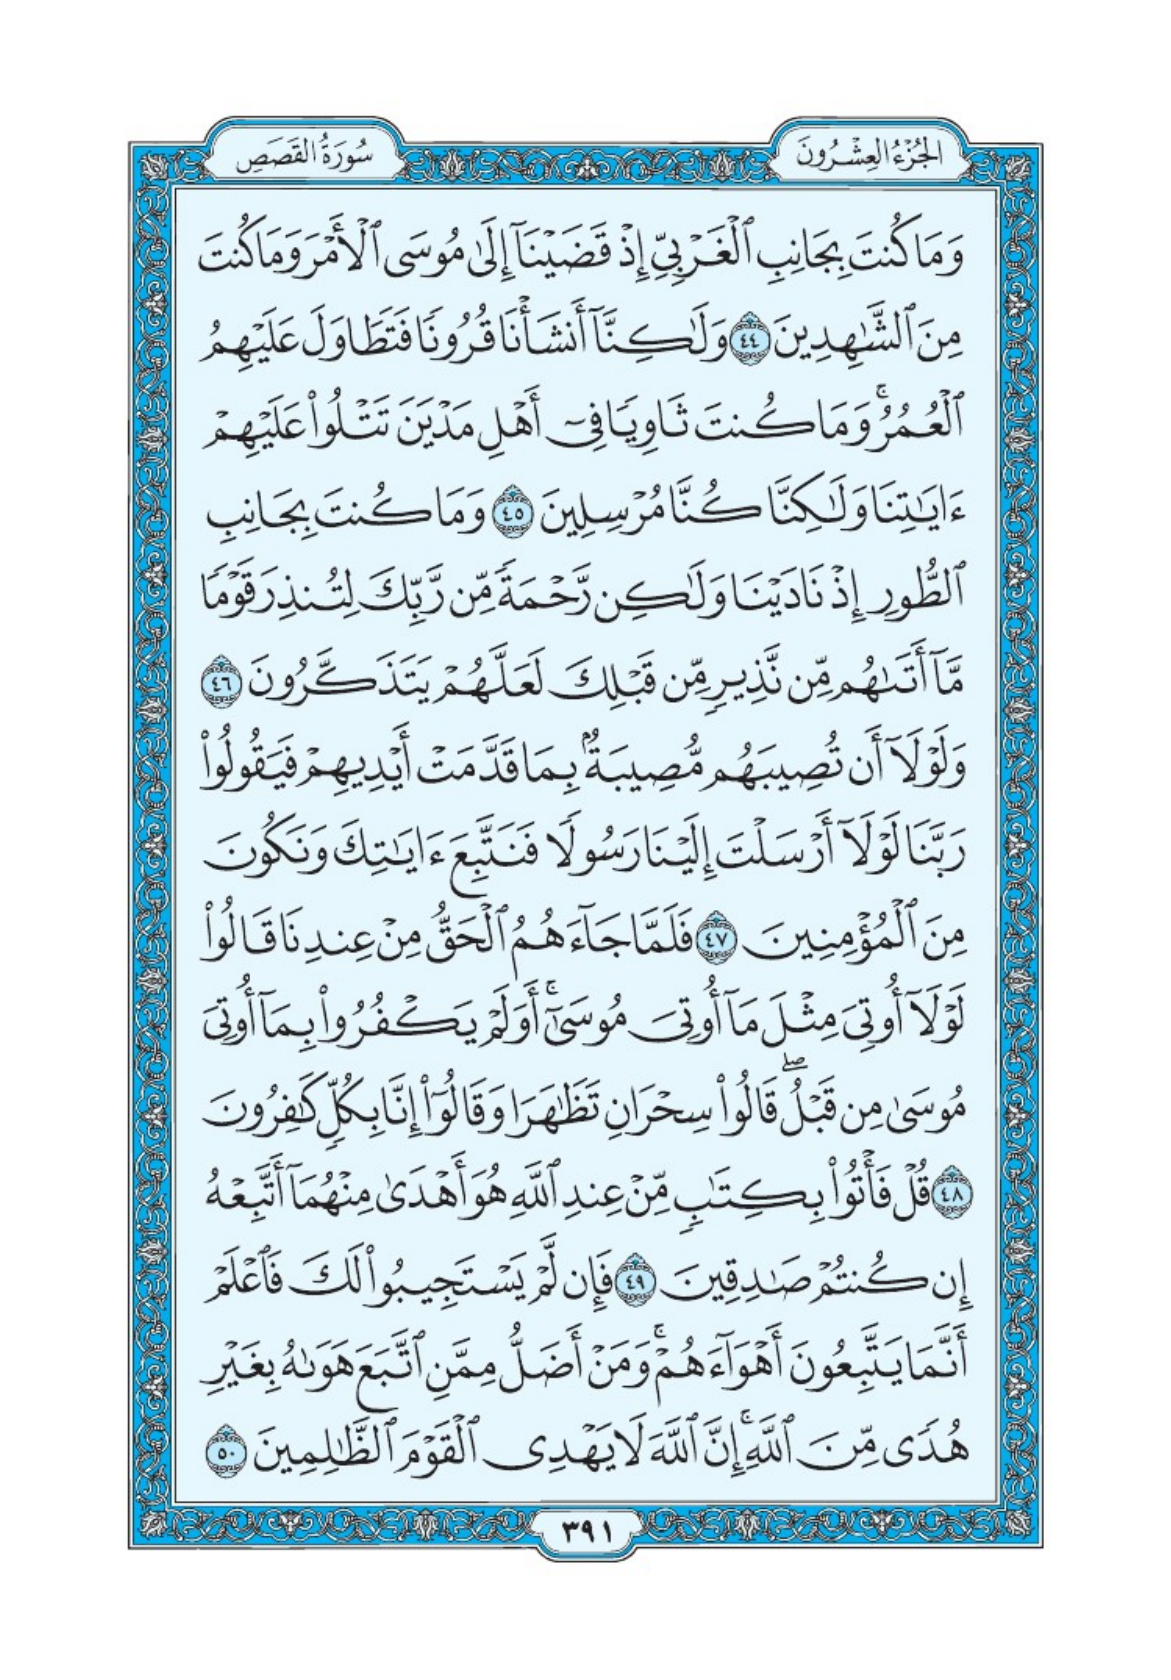 الجُزْءُ العِشْرُونَ
سُورَةُ القَصَصِ
وَمَا كُنتَ بِجَانِبِ ٱلْغَرْبِيِّ إِذْ قَضَيْنَآ إِلَىٰ مُوسَى ٱلْأَمْرَ وَمَا كُنتَ
مِنَ ٱلشَّٰهِدِينَ ٤٤ وَلَٰكِنَّآ أَنشَأْنَا قُرُونًا فَتَطَاوَلَ عَلَيْهِمُ
ٱلْعُمُرُۚ وَمَا كُنتَ ثَاوِيًا فِىٓ أَهْلِ مَدْيَنَ تَتْلُوا۟ عَلَيْهِمْ
ءَايَٰتِنَا وَلَٰكِنَّا كُنَّا مُرْسِلِينَ ٤٥ وَمَا كُنتَ بِجَانِبِ
ٱلطُّورِ إِذْ نَادَيْنَا وَلَٰكِن رَّحْمَةً مِّن رَّبِّكَ لِتُنذِرَ قَوْمًا
مَّآ أَتَىٰهُم مِّن نَّذِيرٍ مِّن قَبْلِكَ لَعَلَّهُمْ يَتَذَكَّرُونَ ٤٦
وَلَوْلَآ أَن تُصِيبَهُم مُّصِيبَةٌۢ بِمَا قَدَّمَتْ أَيْدِيهِمْ فَيَقُولُوا۟
رَبَّنَا لَوْلَآ أَرْسَلْتَ إِلَيْنَا رَسُولًا فَنَتَّبِعَ ءَايَٰتِكَ وَنَكُونَ
مِنَ ٱلْمُؤْمِنِينَ ٤٧ فَلَمَّا جَآءَهُمُ ٱلْحَقُّ مِنْ عِندِنَا قَالُوا۟
لَوْلَآ أُوتِىَ مِثْلَ مَآ أُوتِىَ مُوسَىٰٓۚ أَوَلَمْ يَكْفُرُوا۟ بِمَآ أُوتِىَ
مُوسَىٰ مِن قَبْلُۖ قَالُوا۟ سِحْرَانِ تَظَٰهَرَا وَقَالُوٓا۟ إِنَّا بِكُلٍّ كَٰفِرُونَ
٤٨ قُلْ فَأْتُوا۟ بِكِتَٰبٍ مِّنْ عِندِ ٱللَّهِ هُوَ أَهْدَىٰ مِنْهُمَآ أَتَّبِعْهُ
إِن كُنتُمْ صَٰدِقِينَ ٤٩ فَإِن لَّمْ يَسْتَجِيبُوا۟ لَكَ فَٱعْلَمْ
أَنَّمَا يَتَّبِعُونَ أَهْوَآءَهُمْۚ وَمَنْ أَضَلُّ مِمَّنِ ٱتَّبَعَ هَوَىٰهُ بِغَيْرِ
هُدًى مِّنَ ٱللَّهِۚ إِنَّ ٱللَّهَ لَا يَهْدِى ٱلْقَوْمَ ٱلظَّٰلِمِينَ ٥٠
٣٩١